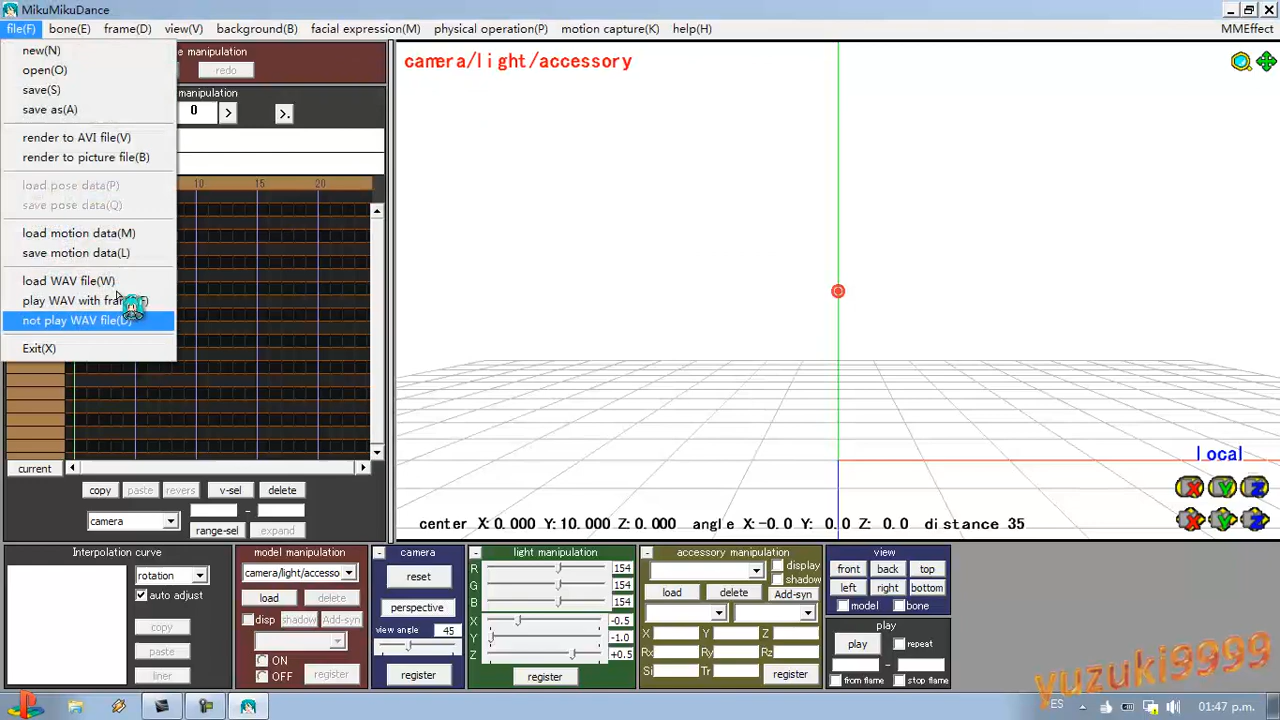 MikuMikuDance
file(F) bone(E) frame(D) view(V) background(B) facial expression(M) physical operation(P) motion capture(K) help(H) MMEffect
new(N)
open(O)
save(S)
save as(A)
render to AVI file(V)
render to picture file(B)
load pose data(P)
save pose data(Q)
load motion data(M)
save motion data(L)
load WAV file(W)
play WAV with
not play WAV file(D)
Exit(X)
manipulation
redo
manipulation
0 > >.
10 15 20
current
copy paste revers v-sel delete
-
camera range-sel expand
camera/light/accessory
local
X Y Z
X Y Z
center X:0.000 Y:10.000 Z:0.000 angle X:-0.0 Y: 0.0 Z: 0.0 distance 35
Interpolation curve
rotation
auto adjust
copy
paste
liner
model manipulation
camera/light/accesso
load delete
disp shadow Add-syn
ON
OFF
register
- camera
reset
perspective
view angle 45
register
- light manipulation
R 154
G 154
B 154
X -0.5
Y -1.0
Z +0.5
register
- accessory manipulation
display
shadow
load delete Add-syn
X Y Z
Rx Ry Rz
Si Tr register
view
front back top
left right bottom
model bone
play
play repeat
-
from flame stop flame
yuzuki9999
ES 01:47 p.m.